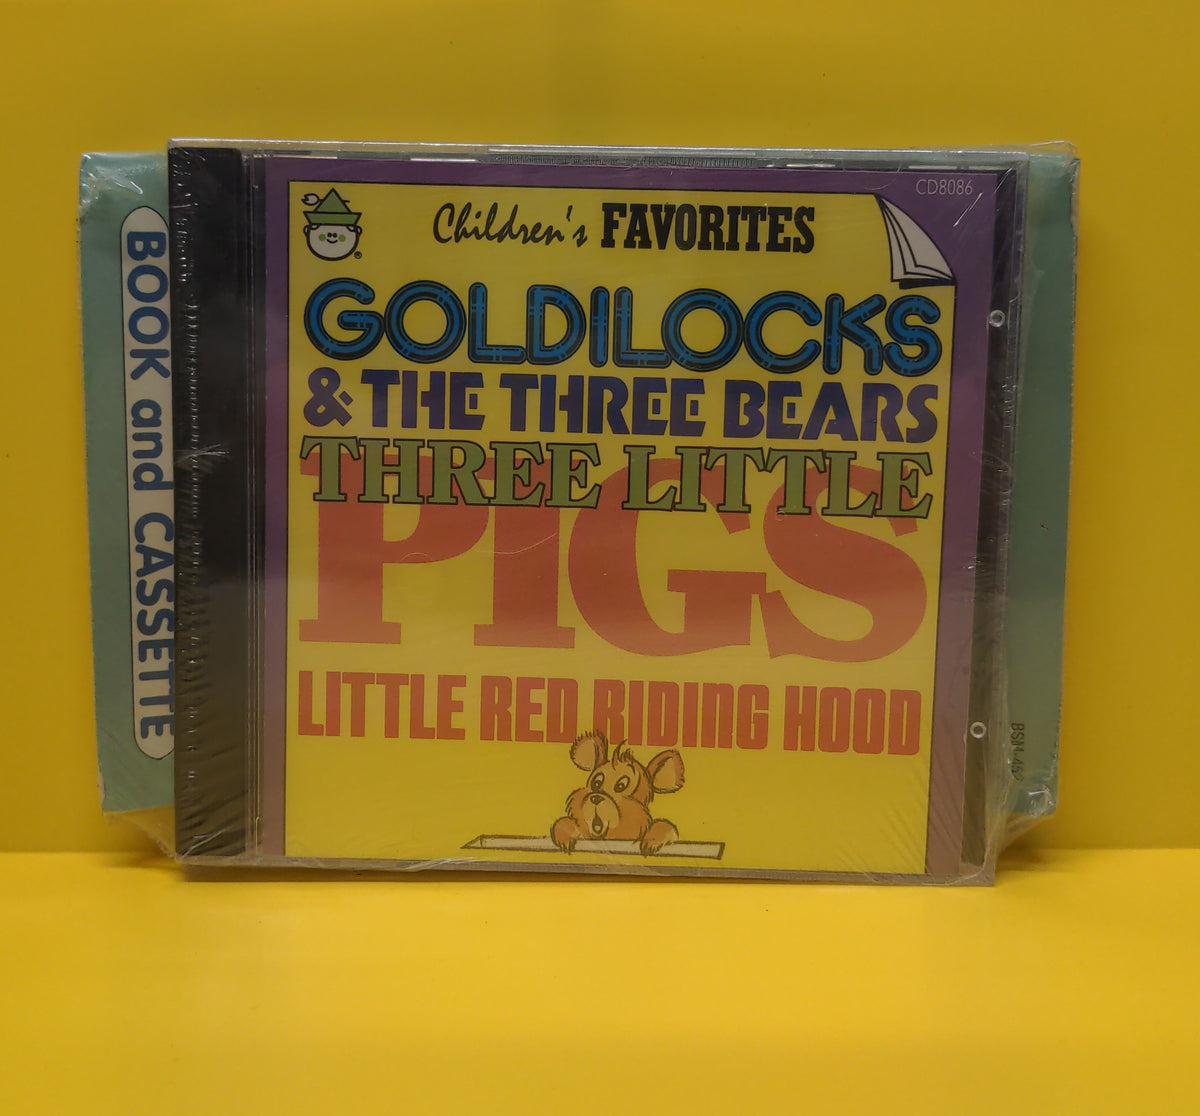 BOOK and CASSETTE
CD8086
Children's FAVORITES
®
GOLDILOCKS
& THE THREE BEARS
THREE LITTLE
PIGS
LITTLE RED RIDING HOOD